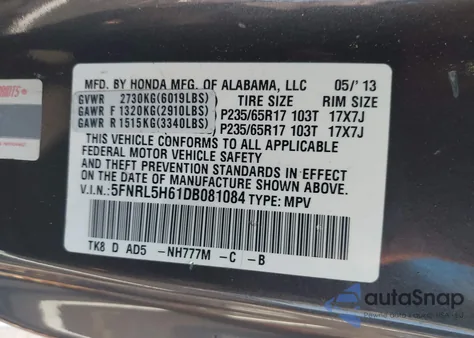 MFD. BY HONDA MFG. OF ALABAMA, LLC 05/'13
GVWR 2730KG(6019LBS) TIRE SIZE RIM SIZE
GAWR F 1320KG(2910LBS) P235/65R17 103T 17X7J
GAWR R 1515KG(3340LBS) P235/65R17 103T 17X7J
THIS VEHICLE CONFORMS TO ALL APPLICABLE
FEDERAL MOTOR VEHICLE SAFETY
AND THEFT PREVENTION STANDARDS IN EFFECT
ON THE DATE OF MANUFACTURE SHOWN ABOVE.
V.I.N.: 5FNRL5H61DB081084 TYPE: MPV
TK8 D AD5 -NH777M -C -B
autoSnap